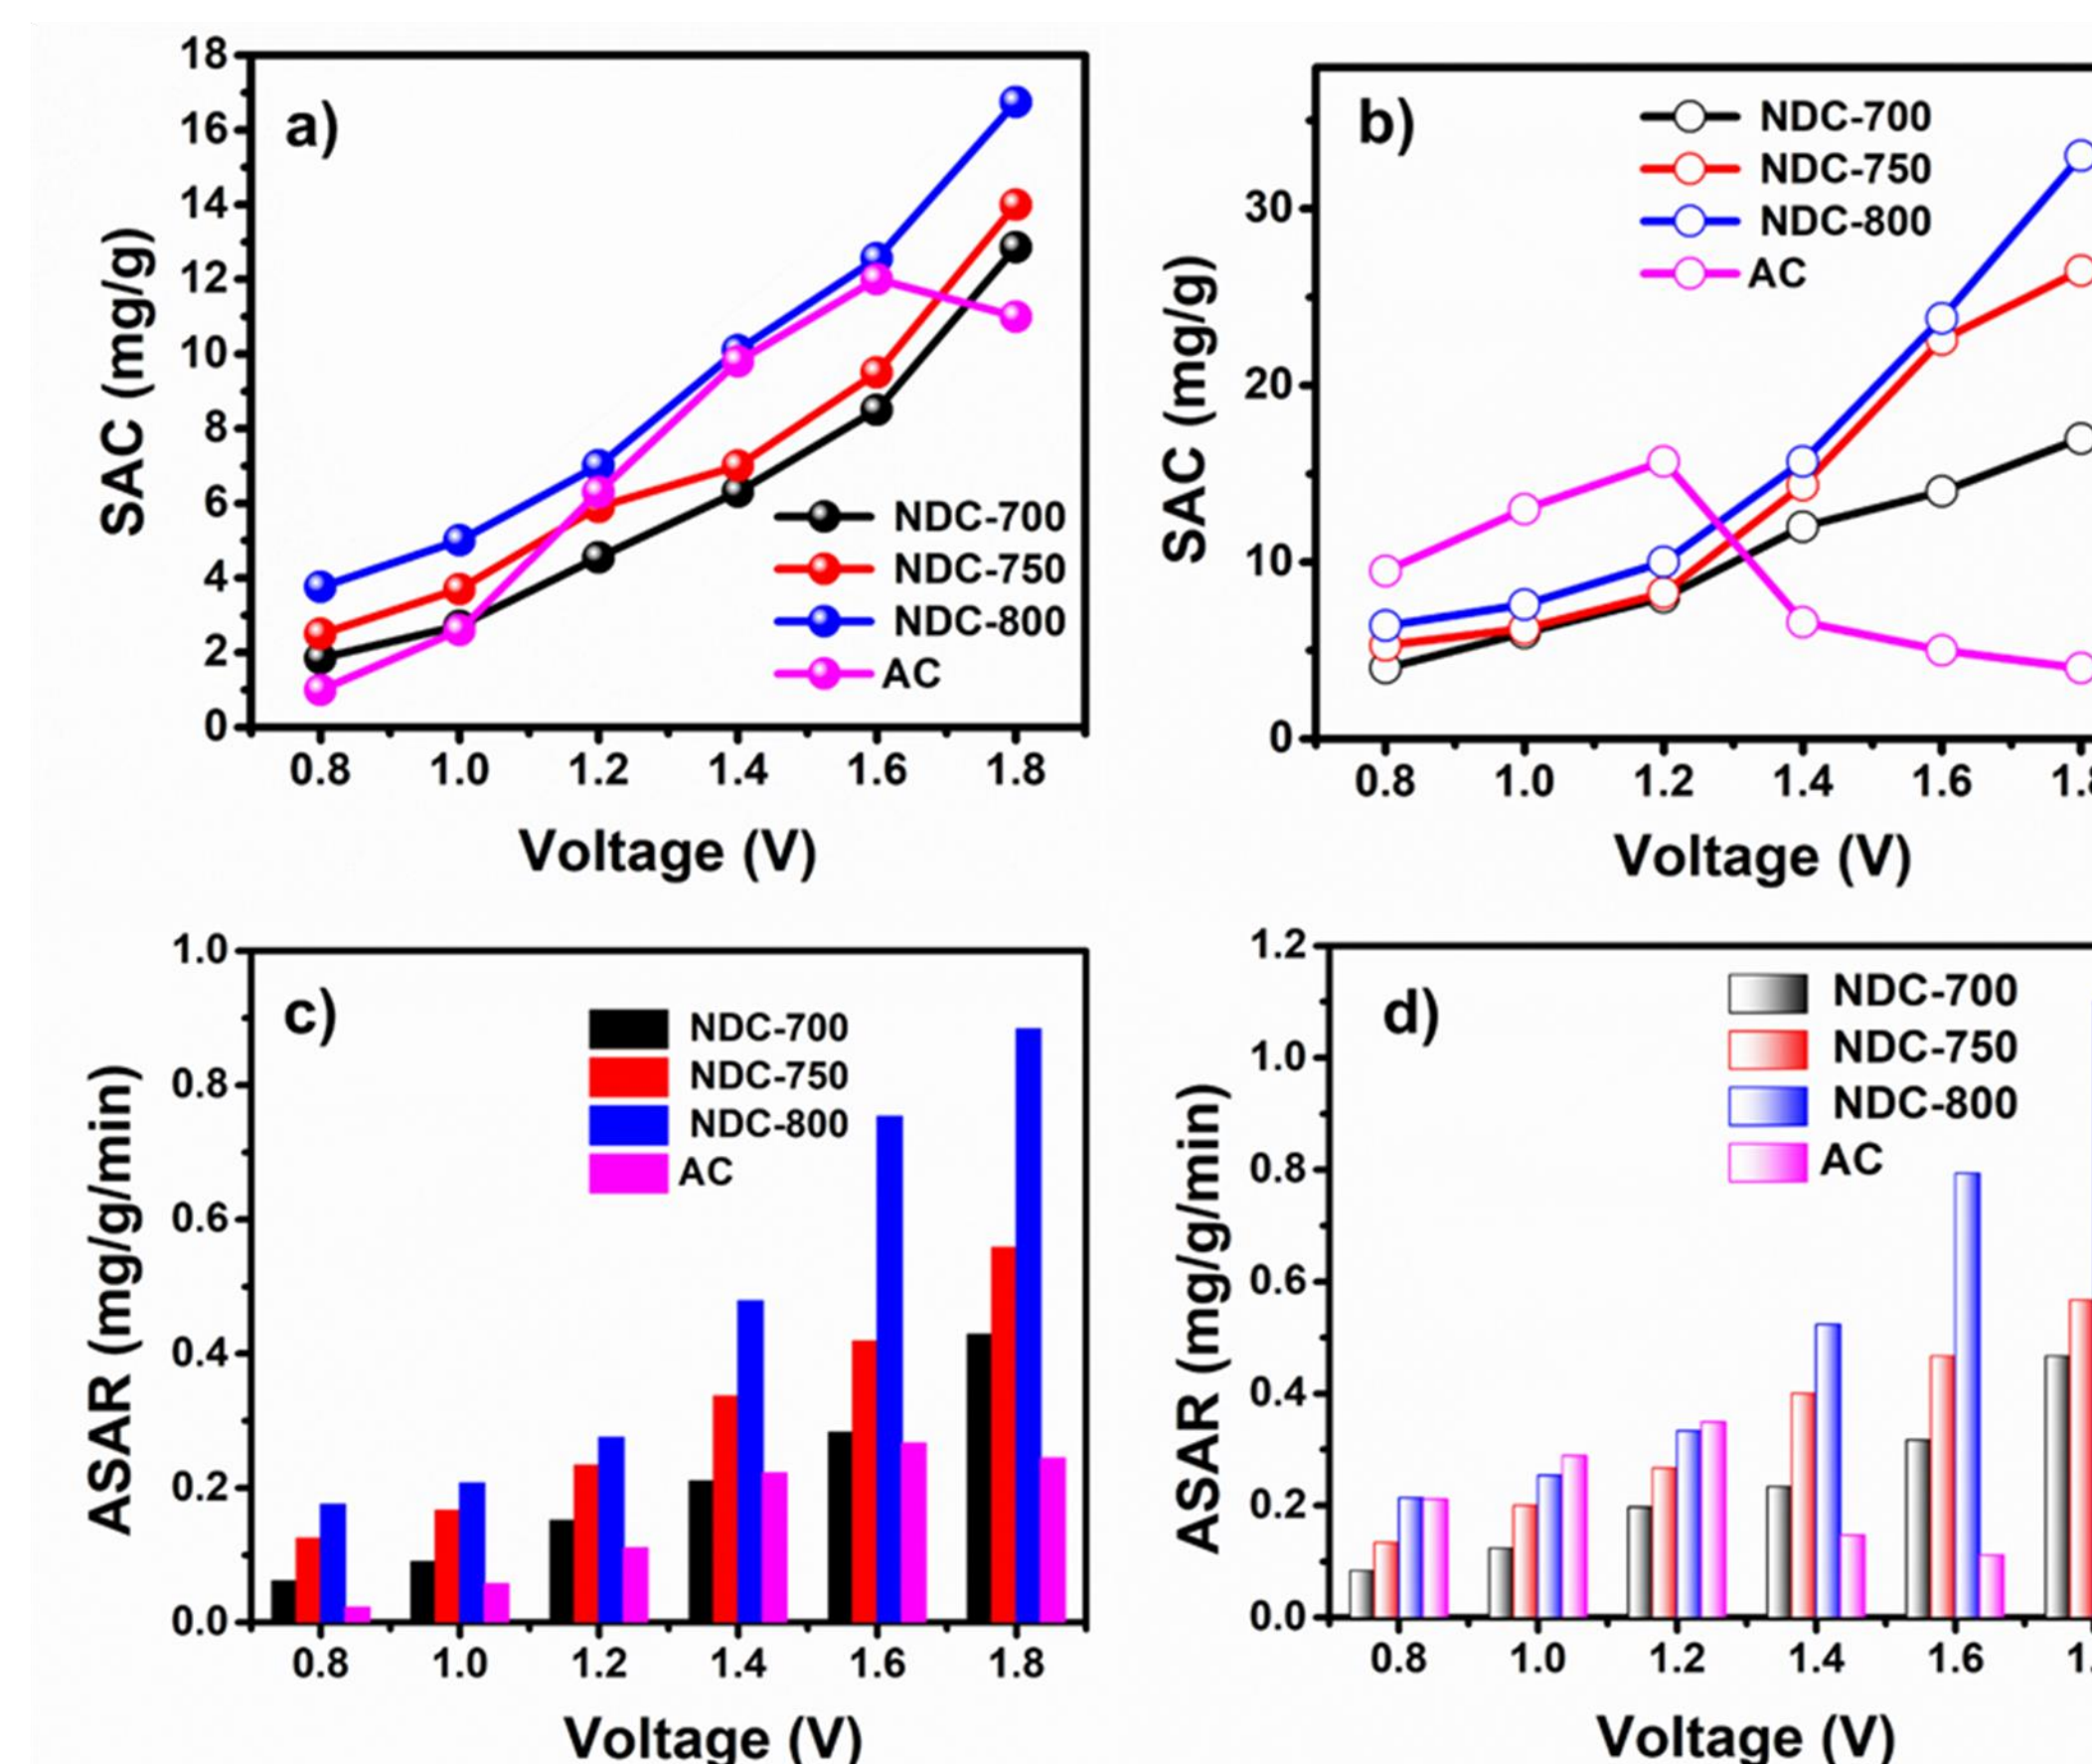 a)
SAC (mg/g)
18
16
14
12
10
8
6
4
2
0
NDC-700
NDC-750
NDC-800
AC
0.8 1.0 1.2 1.4 1.6 1.8
Voltage (V)
b)
SAC (mg/g)
30
20
10
0
NDC-700
NDC-750
NDC-800
AC
0.8 1.0 1.2 1.4 1.6
Voltage (V)
c)
ASAR (mg/g/min)
1.0
0.8
0.6
0.4
0.2
0.0
NDC-700
NDC-750
NDC-800
AC
0.8 1.0 1.2 1.4 1.6 1.8
Voltage (V)
d)
ASAR (mg/g/min)
1.2
1.0
0.8
0.6
0.4
0.2
0.0
NDC-700
NDC-750
NDC-800
AC
0.8 1.0 1.2 1.4 1.6
Voltage (V)